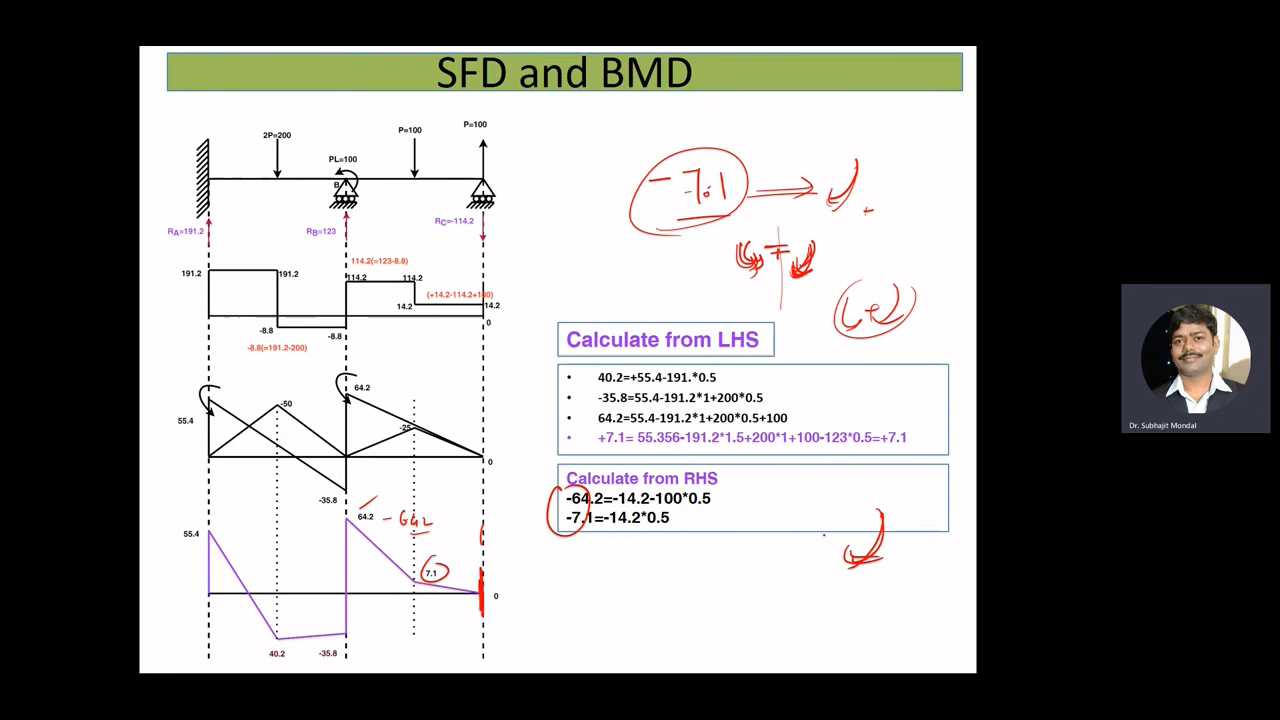 SFD and BMD
P=100
P=100
2P=200
PL=100
B
RC=-114.2
RA=191.2
RB=123
114.2(=123-8.8)
191.2
191.2
114.2
114.2
(+14.2-114.2+100)
14.2
14.2
0
-8.8
-8.8
-8.8(=191.2-200)
64.2
-50
55.4
-25
0
-35.8
64.2
-64.2
55.4
7.1
0
40.2
-35.8
-7.1
+
Calculate from LHS
• 40.2=+55.4-191.*0.5
• -35.8=55.4-191.2*1+200*0.5
• 64.2=55.4-191.2*1+200*0.5+100
• +7.1= 55.356-191.2*1.5+200*1+100-123*0.5=+7.1
Calculate from RHS
-64.2=-14.2-100*0.5
-7.1=-14.2*0.5
Dr. Subhajit Mondal